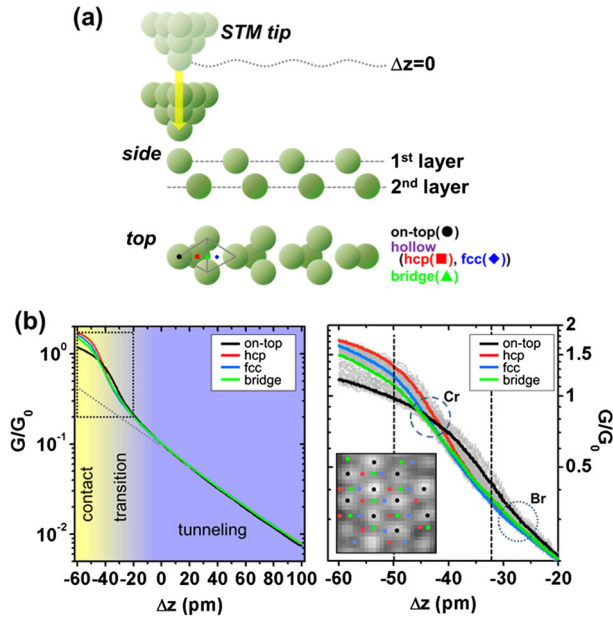 (a)
STM tip
Δz=0
side
1st layer
2nd layer
top
on-top(●)
hollow
(hcp(■), fcc(◆))
bridge(▲)
(b)
G/G0
10^0
10^-1
10^-2
on-top
hcp
fcc
bridge
contact
transition
tunneling
-60 -40 -20 0 20 40 60 80 100
Δz (pm)
on-top
hcp
fcc
bridge
Cr
Br
2
1.5
1
0.5
G/G0
-60 -50 -40 -30 -20
Δz (pm)